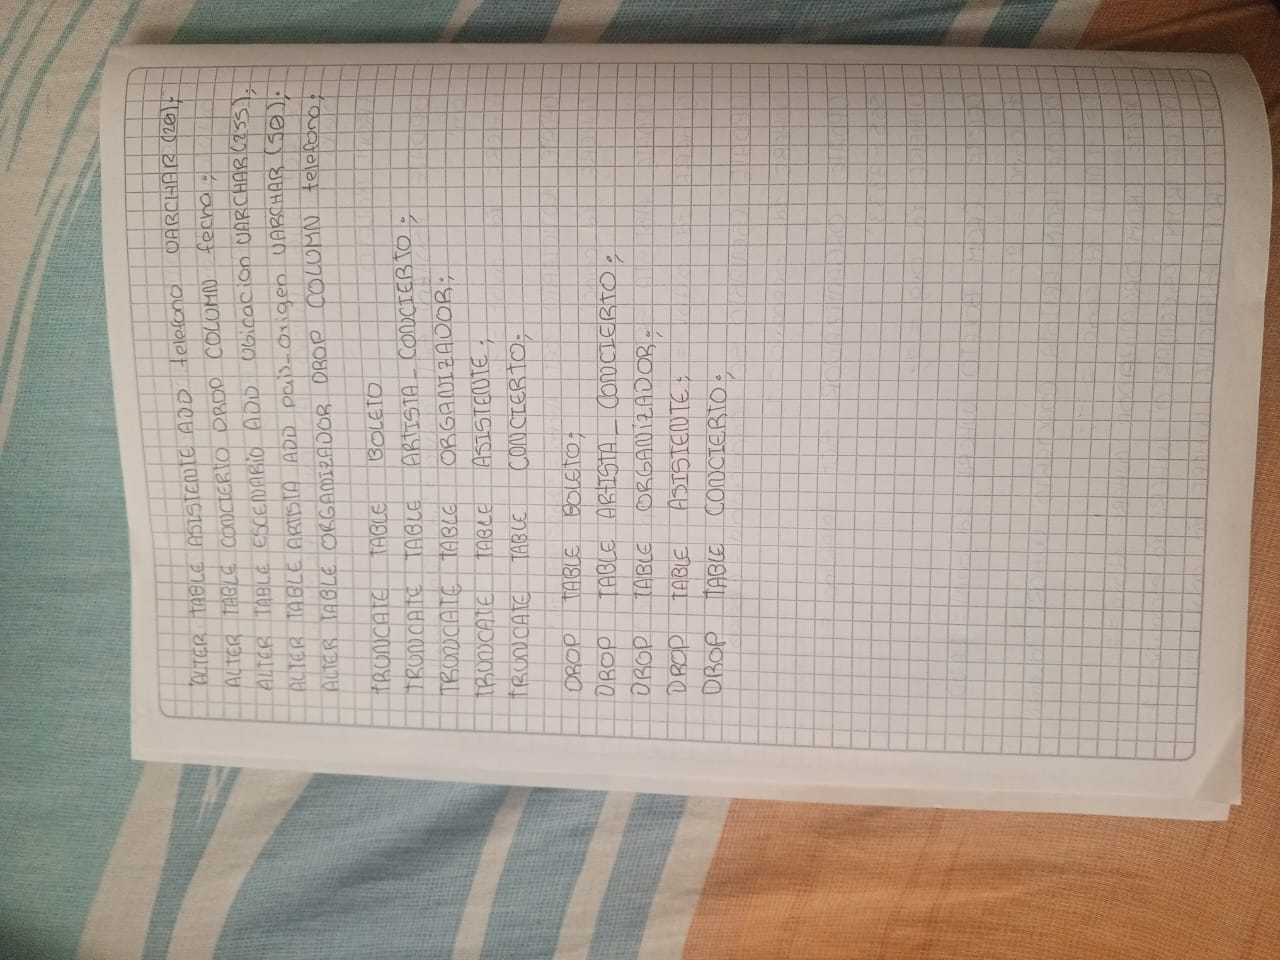 ALTER TABLE ASISTENTE ADD telefono VARCHAR (20);
ALTER TABLE CONCIERTO DROP COLUMN fecha;
ALTER TABLE ESCENARIO ADD Ubicacion VARCHAR (255);
ALTER TABLE ARTISTA ADD pais_origen VARCHAR (50);
ALTER TABLE ORGANIZADOR DROP COLUMN telefono;
TRUNCATE TABLE BOLETO
TRUNCATE TABLE ARTISTA_CONCIERTO;
TRUNCATE TABLE ORGANIZADOR;
TRUNCATE TABLE ASISTENTE;
TRUNCATE TABLE CONCIERTO;
DROP TABLE BOLETO;
DROP TABLE ARTISTA_CONCIERTO;
DROP TABLE ORGANIZADOR;
DROP TABLE ASISTENTE;
DROP TABLE CONCIERTO;